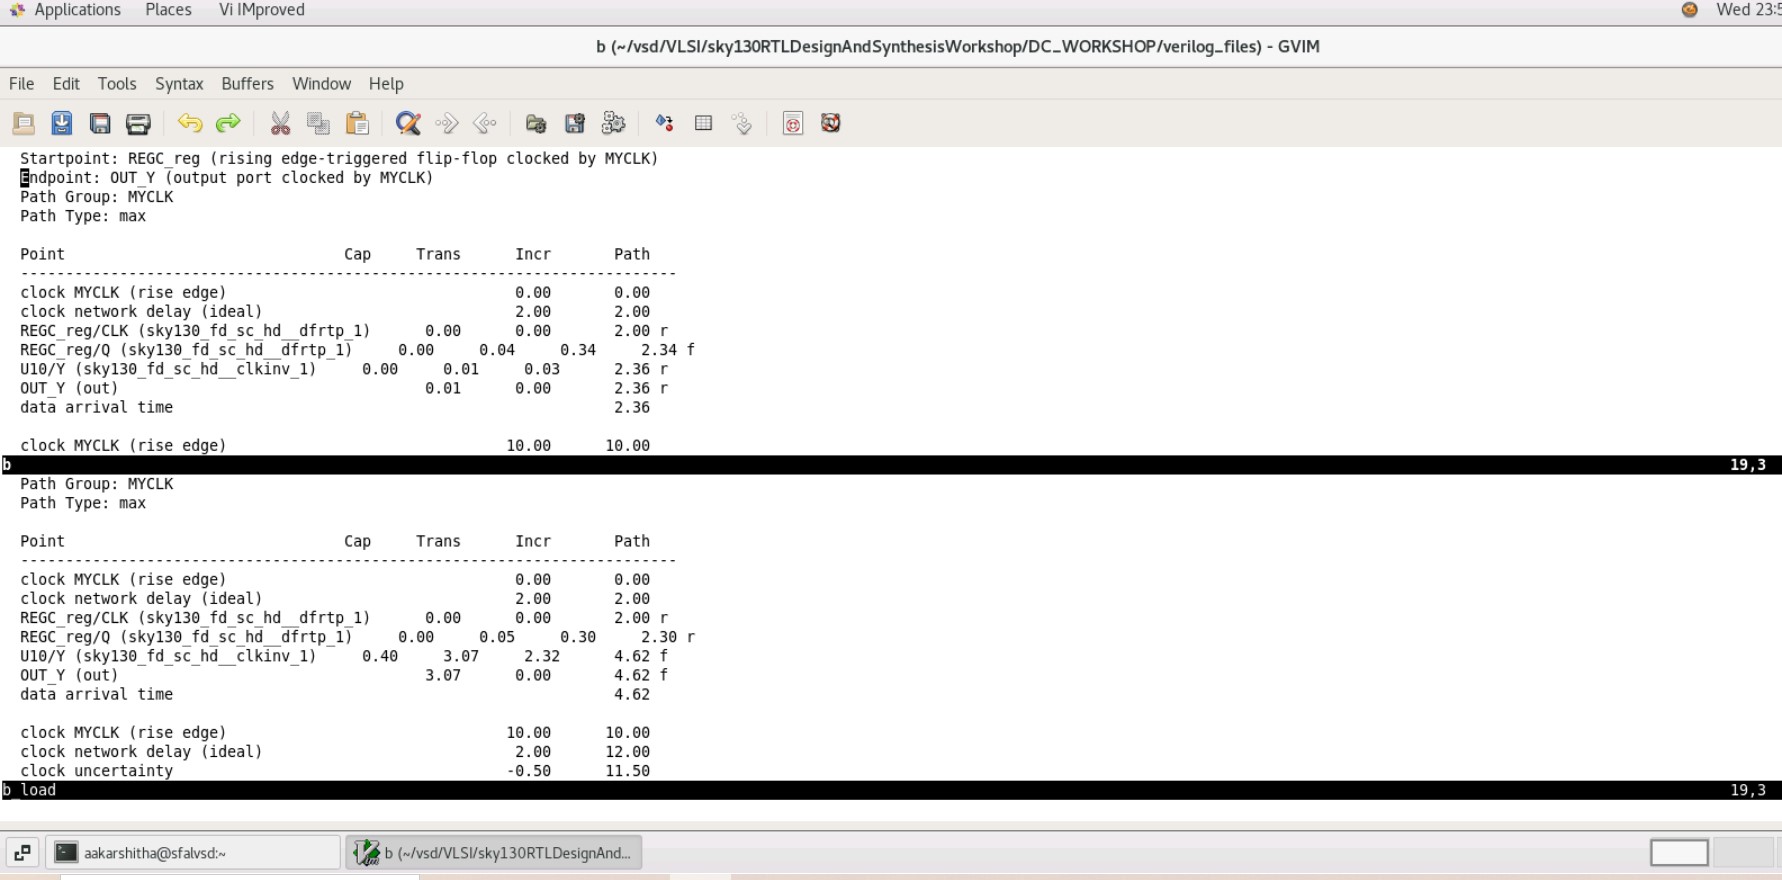 Applications Places Vi IMproved Wed 23:5
b (~/vsd/VLSI/sky130RTLDesignAndSynthesisWorkshop/DC_WORKSHOP/verilog_files) - GVIM
File Edit Tools Syntax Buffers Window Help
Startpoint: REGC_reg (rising edge-triggered flip-flop clocked by MYCLK)
Endpoint: OUT_Y (output port clocked by MYCLK)
Path Group: MYCLK
Path Type: max
Point Cap Trans Incr Path
-------------------------------------------------------------------------
clock MYCLK (rise edge) 0.00 0.00
clock network delay (ideal) 2.00 2.00
REGC_reg/CLK (sky130_fd_sc_hd__dfrtp_1) 0.00 0.00 2.00 r
REGC_reg/Q (sky130_fd_sc_hd__dfrtp_1) 0.00 0.04 0.34 2.34 f
U10/Y (sky130_fd_sc_hd__clkinv_1) 0.00 0.01 0.03 2.36 r
OUT_Y (out) 0.01 0.00 2.36 r
data arrival time 2.36
clock MYCLK (rise edge) 10.00 10.00
b 19,3
Path Group: MYCLK
Path Type: max
Point Cap Trans Incr Path
-------------------------------------------------------------------------
clock MYCLK (rise edge) 0.00 0.00
clock network delay (ideal) 2.00 2.00
REGC_reg/CLK (sky130_fd_sc_hd__dfrtp_1) 0.00 0.00 2.00 r
REGC_reg/Q (sky130_fd_sc_hd__dfrtp_1) 0.00 0.05 0.30 2.30 r
U10/Y (sky130_fd_sc_hd__clkinv_1) 0.40 3.07 2.32 4.62 f
OUT_Y (out) 3.07 0.00 4.62 f
data arrival time 4.62
clock MYCLK (rise edge) 10.00 10.00
clock network delay (ideal) 2.00 12.00
clock uncertainty -0.50 11.50
b_load 19,3
aakarshitha@sfalvsd:~ b (~/vsd/VLSI/sky130RTLDesignAnd...